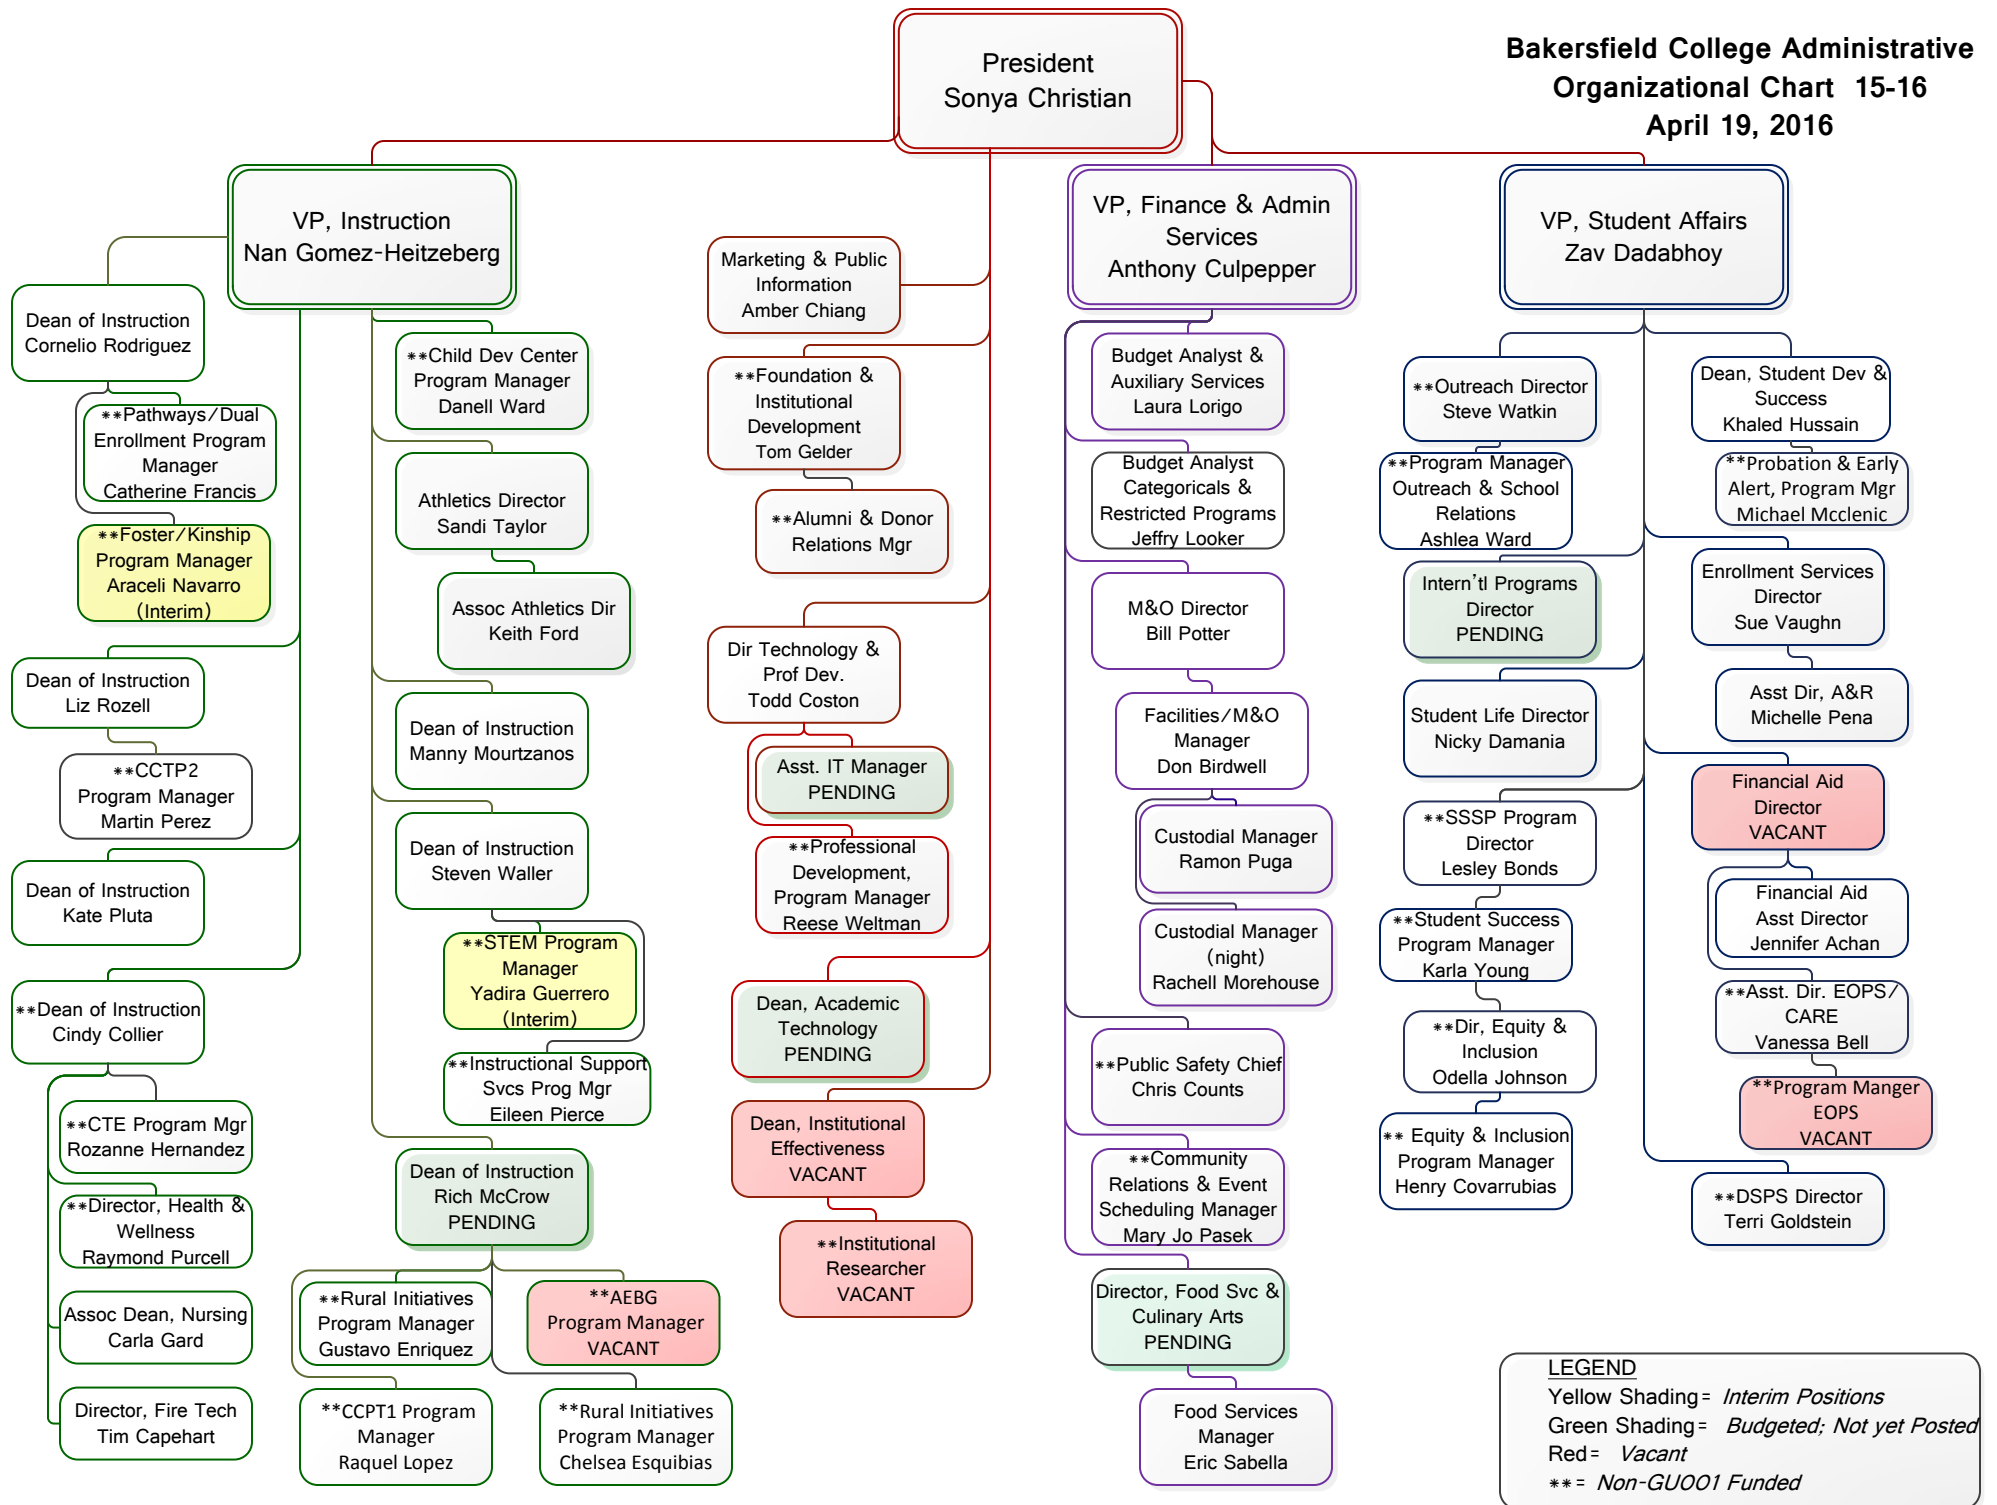 Bakersfield College Administrative
Organizational Chart  15-16
April 19, 2016
President
Sonya Christian
VP, Instruction
Nan Gomez-Heitzeberg
Dean of Instruction
Cornelio Rodriguez
**Pathways/Dual
Enrollment Program
Manager
Catherine Francis
**Foster/Kinship
Program Manager
Araceli Navarro
(Interim)
Dean of Instruction
Liz Rozell
**CCTP2
Program Manager
Martin Perez
Dean of Instruction
Kate Pluta
**Dean of Instruction
Cindy Collier
**CTE Program Mgr
Rozanne Hernandez
**Director, Health &
Wellness
Raymond Purcell
Assoc Dean, Nursing
Carla Gard
Director, Fire Tech
Tim Capehart
**Child Dev Center
Program Manager
Danell Ward
Athletics Director
Sandi Taylor
Assoc Athletics Dir
Keith Ford
Dean of Instruction
Manny Mourtzanos
Dean of Instruction
Steven Waller
**STEM Program
Manager
Yadira Guerrero
(Interim)
**Instructional Support
Svcs Prog Mgr
Eileen Pierce
Dean of Instruction
Rich McCrow
PENDING
**Rural Initiatives
Program Manager
Gustavo Enriquez
**AEBG
Program Manager
VACANT
**CCPT1 Program
Manager
Raquel Lopez
**Rural Initiatives
Program Manager
Chelsea Esquibias
Marketing & Public
Information
Amber Chiang
**Foundation &
Institutional
Development
Tom Gelder
**Alumni & Donor
Relations Mgr
Dir Technology &
Prof Dev.
Todd Coston
Asst. IT Manager
PENDING
**Professional
Development,
Program Manager
Reese Weltman
Dean, Academic
Technology
PENDING
Dean, Institutional
Effectiveness
VACANT
**Institutional
Researcher
VACANT
VP, Finance & Admin
Services
Anthony Culpepper
Budget Analyst &
Auxiliary Services
Laura Lorigo
Budget Analyst
Categoricals &
Restricted Programs
Jeffry Looker
M&O Director
Bill Potter
Facilities/M&O
Manager
Don Birdwell
Custodial Manager
Ramon Puga
Custodial Manager
(night)
Rachell Morehouse
**Public Safety Chief
Chris Counts
**Community
Relations & Event
Scheduling Manager
Mary Jo Pasek
Director, Food Svc &
Culinary Arts
PENDING
Food Services
Manager
Eric Sabella
VP, Student Affairs
Zav Dadabhoy
**Outreach Director
Steve Watkin
**Program Manager
Outreach & School
Relations
Ashlea Ward
Intern'tl Programs
Director
PENDING
Student Life Director
Nicky Damania
**SSSP Program
Director
Lesley Bonds
**Student Success
Program Manager
Karla Young
**Dir, Equity &
Inclusion
Odella Johnson
** Equity & Inclusion
Program Manager
Henry Covarrubias
Dean, Student Dev &
Success
Khaled Hussain
**Probation & Early
Alert, Program Mgr
Michael Mcclenic
Enrollment Services
Director
Sue Vaughn
Asst Dir, A&R
Michelle Pena
Financial Aid
Director
VACANT
Financial Aid
Asst Director
Jennifer Achan
**Asst. Dir. EOPS/
CARE
Vanessa Bell
**Program Manger
EOPS
VACANT
**DSPS Director
Terri Goldstein
LEGEND
Yellow Shading= Interim Positions
Green Shading= Budgeted; Not yet Posted
Red= Vacant
**= Non-GU001 Funded